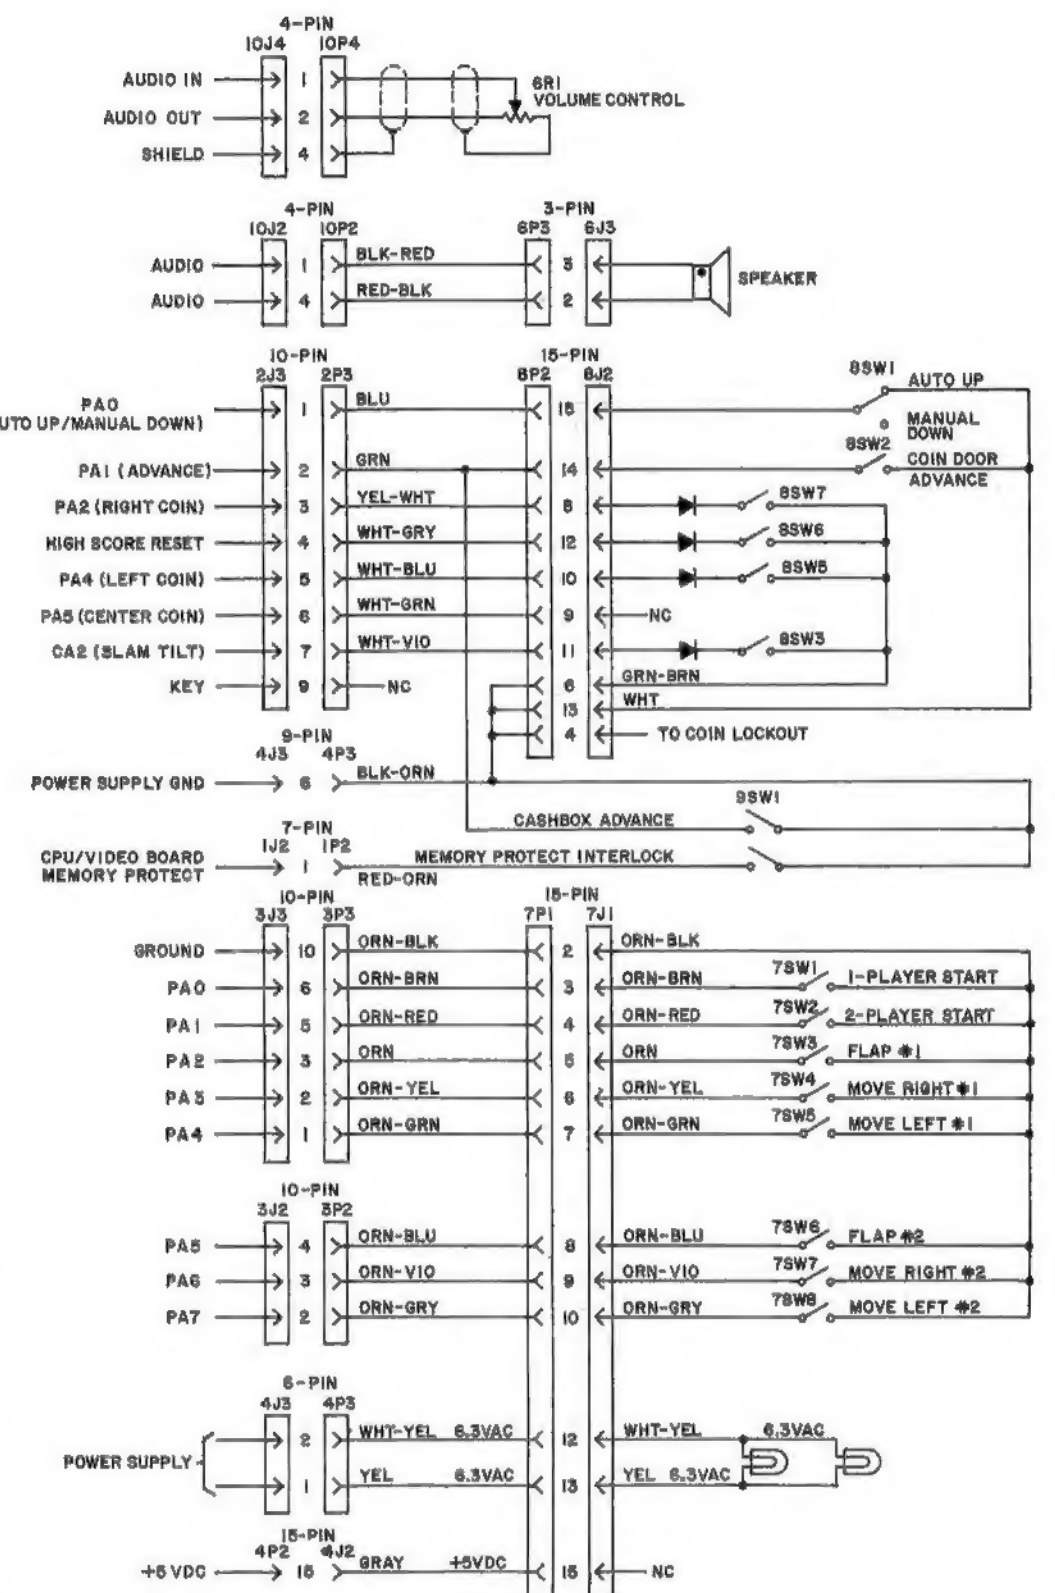 4-PIN
10J4 10P4
AUDIO IN 1
6R1
VOLUME CONTROL
AUDIO OUT 2
SHIELD 4
4-PIN 3-PIN
10J2 10P2 6P3 6J3
AUDIO 1 BLK-RED 3
SPEAKER
AUDIO 4 RED-BLK 2
10-PIN 15-PIN
2J3 2P3 8P2 8J2
8SW1
AUTO UP
PA0 1 BLU 15
UTO UP/MANUAL DOWN)
MANUAL
DOWN
8SW2
COIN DOOR
ADVANCE
PA1 (ADVANCE) 2 GRN 14
PA2 (RIGHT COIN) 3 YEL-WHT 8 8SW7
HIGH SCORE RESET 4 WHT-GRY 12 8SW6
PA4 (LEFT COIN) 5 WHT-BLU 10 8SW5
PA5 (CENTER COIN) 6 WHT-GRN 9 NC
CA2 (SLAM TILT) 7 WHT-VIO 11 8SW3
KEY 9 NC 6 GRN-BRN
13 WHT
4 TO COIN LOCKOUT
9-PIN
4J3 4P3
POWER SUPPLY GND 6 BLK-ORN
9SW1
CASHBOX ADVANCE
7-PIN
1J2 1P2
CPU/VIDEO BOARD
MEMORY PROTECT 1 RED-ORN
MEMORY PROTECT INTERLOCK
10-PIN 15-PIN
3J3 3P3 7P1 7J1
GROUND 10 ORN-BLK 2 ORN-BLK
PA0 6 ORN-BRN 3 ORN-BRN 7SW1 1-PLAYER START
PA1 5 ORN-RED 4 ORN-RED 7SW2 2-PLAYER START
PA2 3 ORN 5 ORN 7SW3 FLAP #1
PA3 2 ORN-YEL 6 ORN-YEL 7SW4 MOVE RIGHT #1
PA4 1 ORN-GRN 7 ORN-GRN 7SW5 MOVE LEFT #1
10-PIN
3J2 3P2
PA5 4 ORN-BLU 8 ORN-BLU 7SW6 FLAP #2
PA6 3 ORN-VIO 9 ORN-VIO 7SW7 MOVE RIGHT #2
PA7 2 ORN-GRY 10 ORN-GRY 7SW8 MOVE LEFT #2
6-PIN
4J3 4P3
2 WHT-YEL 6.3VAC 12 WHT-YEL 6.3VAC
POWER SUPPLY
1 YEL 6.3VAC 13 YEL 6.3VAC
15-PIN
4P2 4J2
+5VDC 15 GRAY +5VDC 15 NC